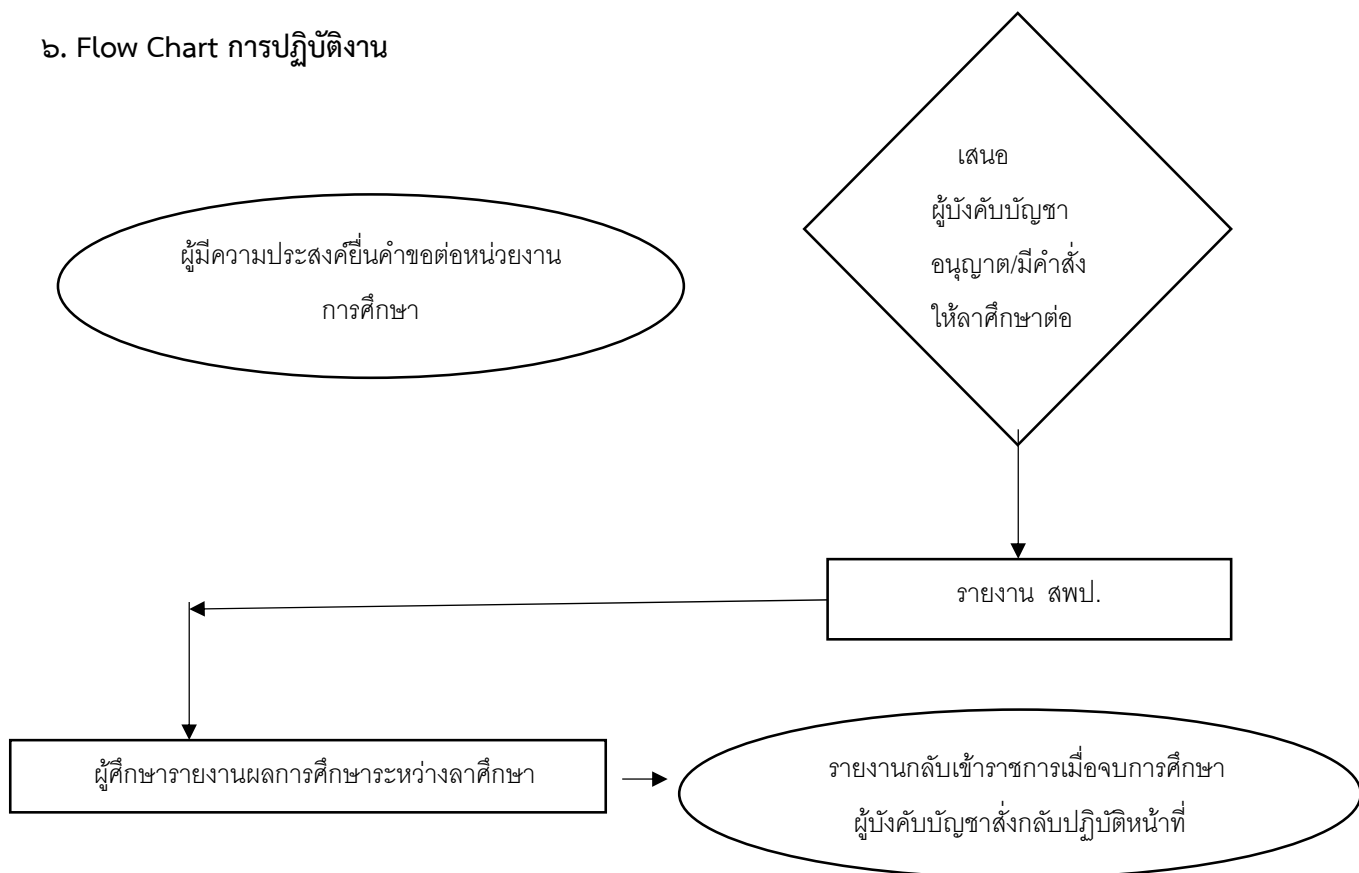 ๖. Flow Chart การปฏิบัติงาน
ผู้มีความประสงค์ยื่นคำขอต่อหน่วยงาน
การศึกษา
เสนอ
ผู้บังคับบัญชา
อนุญาต/มีคำสั่ง
ให้ลาศึกษาต่อ
รายงาน สพป.
ผู้ศึกษารายงานผลการศึกษาระหว่างลาศึกษา
รายงานกลับเข้าราชการเมื่อจบการศึกษา
ผู้บังคับบัญชาสั่งกลับปฏิบัติหน้าที่